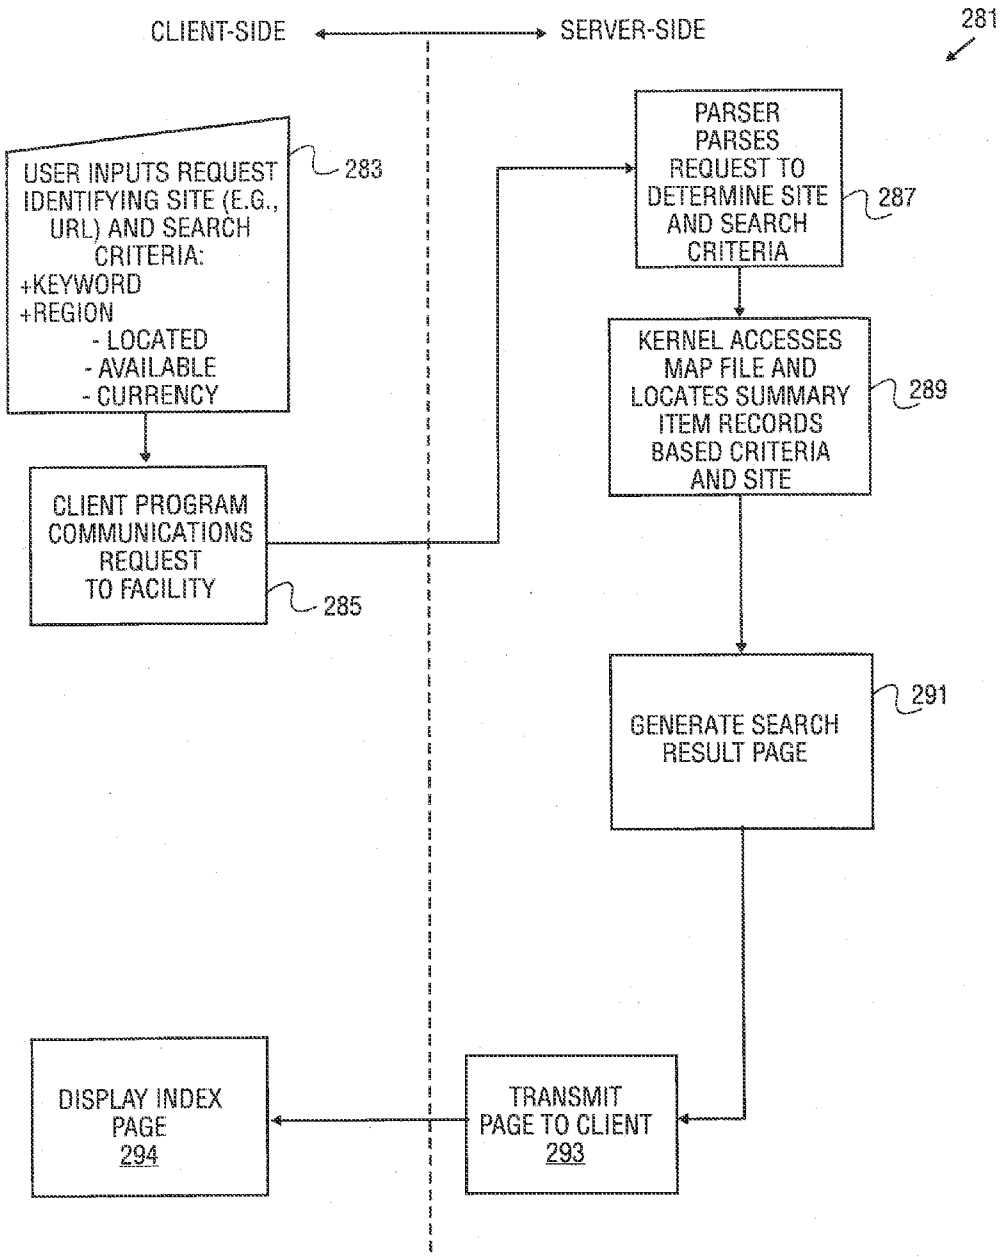 CLIENT-SIDE
SERVER-SIDE
281
USER INPUTS REQUEST
IDENTIFYING SITE (E.G.,
URL) AND SEARCH
CRITERIA:
+KEYWORD
+REGION
- LOCATED
- AVAILABLE
- CURRENCY
283
CLIENT PROGRAM
COMMUNICATIONS
REQUEST
TO FACILITY
285
PARSER
PARSES
REQUEST TO
DETERMINE SITE
AND SEARCH
CRITERIA
287
KERNEL ACCESSES
MAP FILE AND
LOCATES SUMMARY
ITEM RECORDS
BASED CRITERIA
AND SITE
289
GENERATE SEARCH
RESULT PAGE
291
TRANSMIT
PAGE TO CLIENT
293
DISPLAY INDEX
PAGE
294